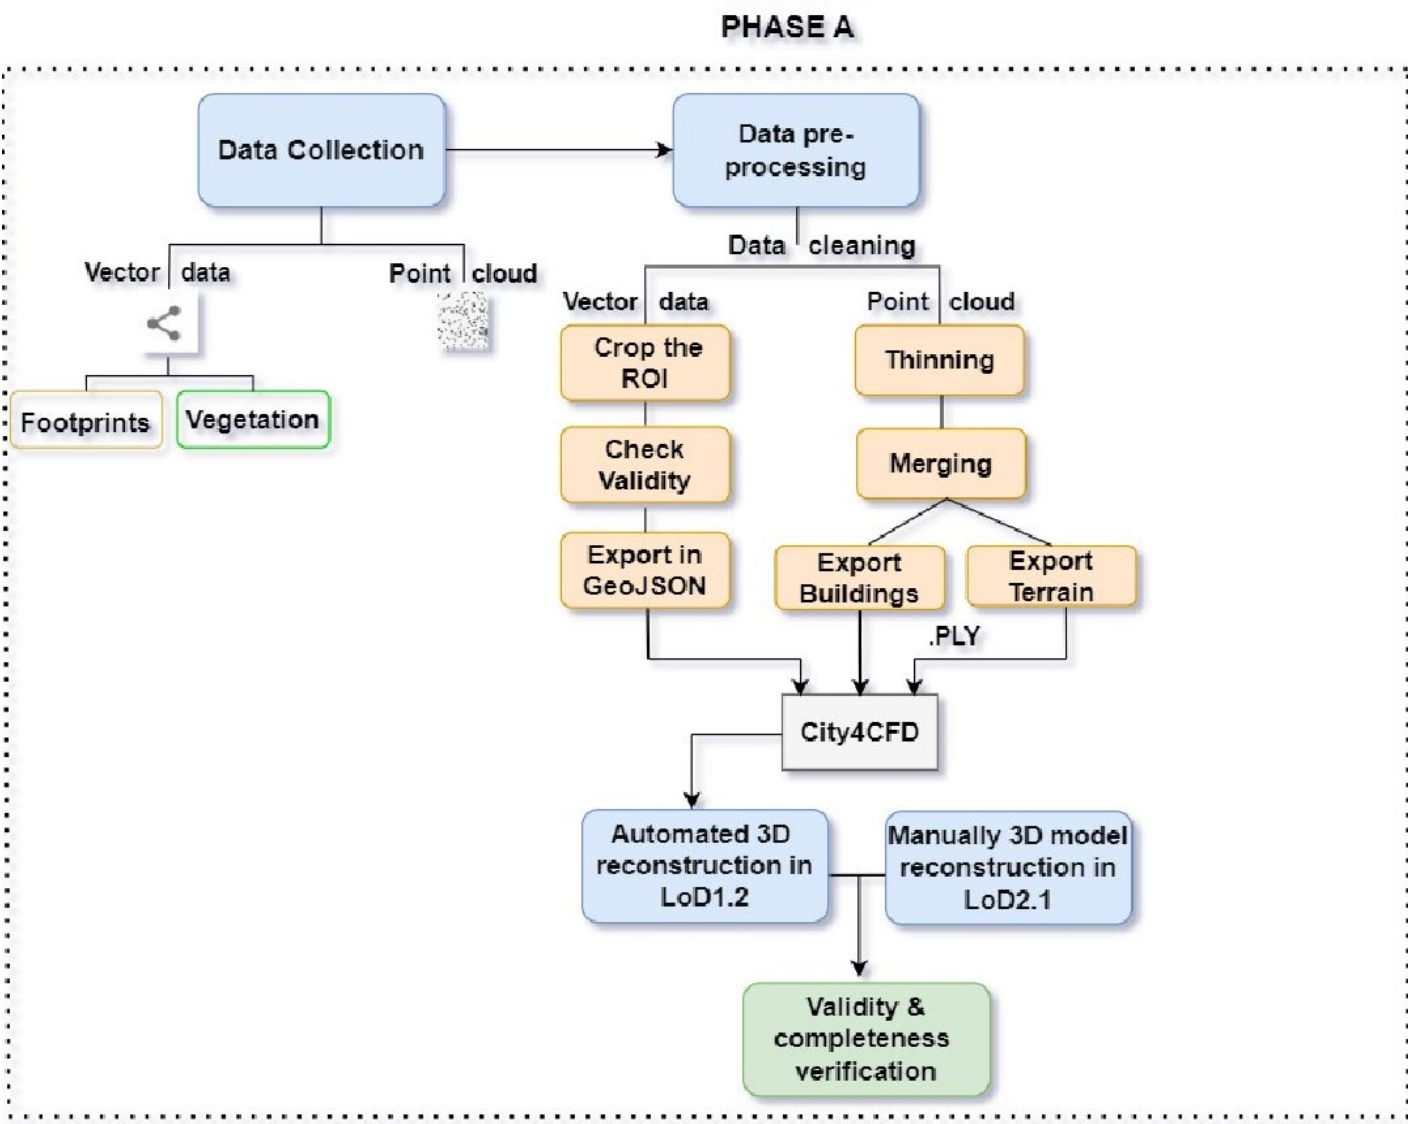 PHASE A
Data Collection
Data pre-
processing
Vector data
Point cloud
Footprints
Vegetation
Data cleaning
Vector data
Point cloud
Crop the
ROI
Check
Validity
Export in
GeoJSON
Thinning
Merging
Export
Buildings
Export
Terrain
.PLY
City4CFD
Automated 3D
reconstruction in
LoD1.2
Manually 3D model
reconstruction in
LoD2.1
Validity &
completeness
verification